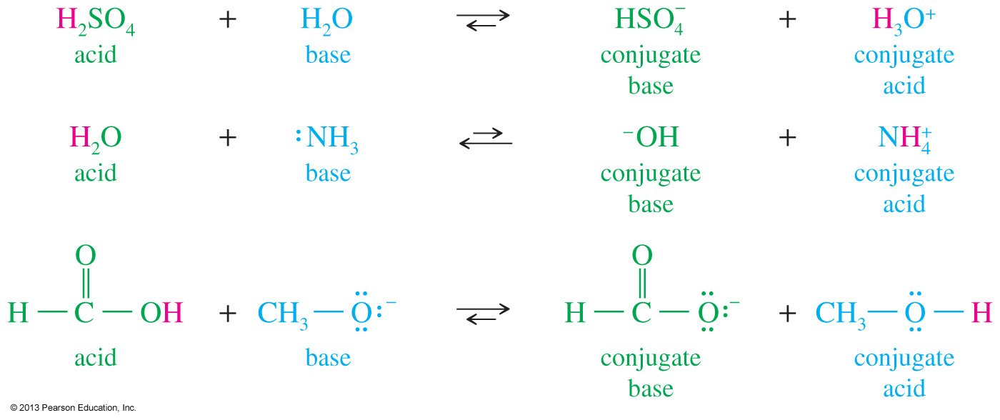 H₂SO₄ + H₂O ⇌ HSO₄⁻ + H₃O⁺
acid base conjugate base conjugate acid
H₂O + :NH₃ ⇌ ⁻OH + NH₄⁺
acid base conjugate base conjugate acid
O O
H — C — OH + CH₃ — O:⁻ ⇌ H — C — O:⁻ + CH₃ — O — H
acid base conjugate base conjugate acid
© 2013 Pearson Education, Inc.